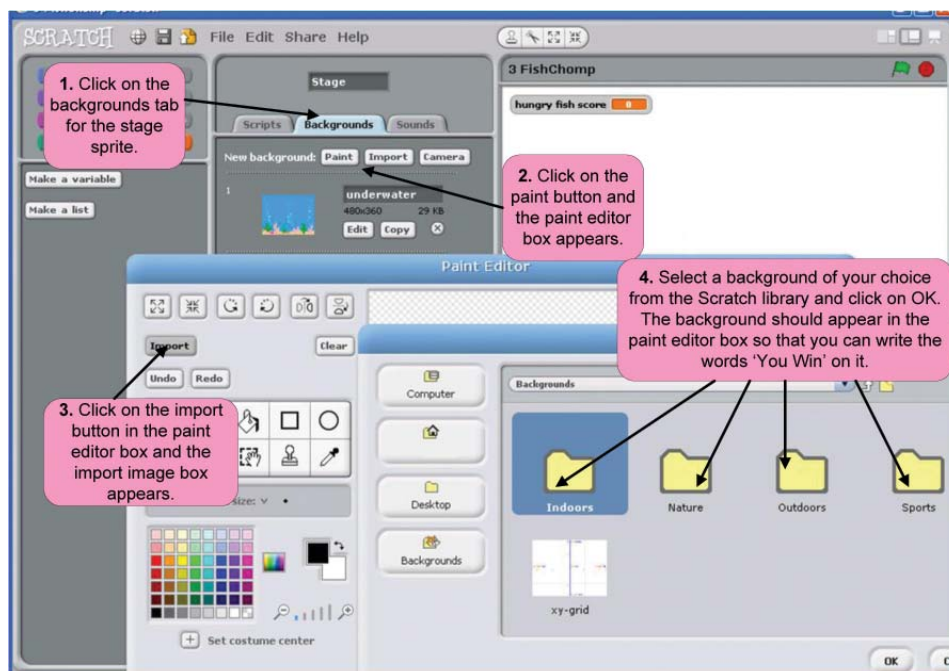 SCRATCH File Edit Share Help
3 FishChomp
1. Click on the
backgrounds tab
for the stage
sprite.
Stage
Scripts Backgrounds Sounds
New background: Paint Import Camera
1
underwater
480x360 29 KB
Edit Copy
hungry fish score 0
Make a variable
Make a list
2. Click on the
paint button and
the paint editor
box appears.
Paint Editor
4. Select a background of your choice
from the Scratch library and click on OK.
The background should appear in the
paint editor box so that you can write the
words ‘You Win’ on it.
Import Clear
Undo Redo
3. Click on the import
button in the paint
editor box and the
import image box
appears.
size:
Set costume center
Computer
Desktop
Backgrounds
Backgrounds
Indoors Nature Outdoors Sports
xy-grid
OK